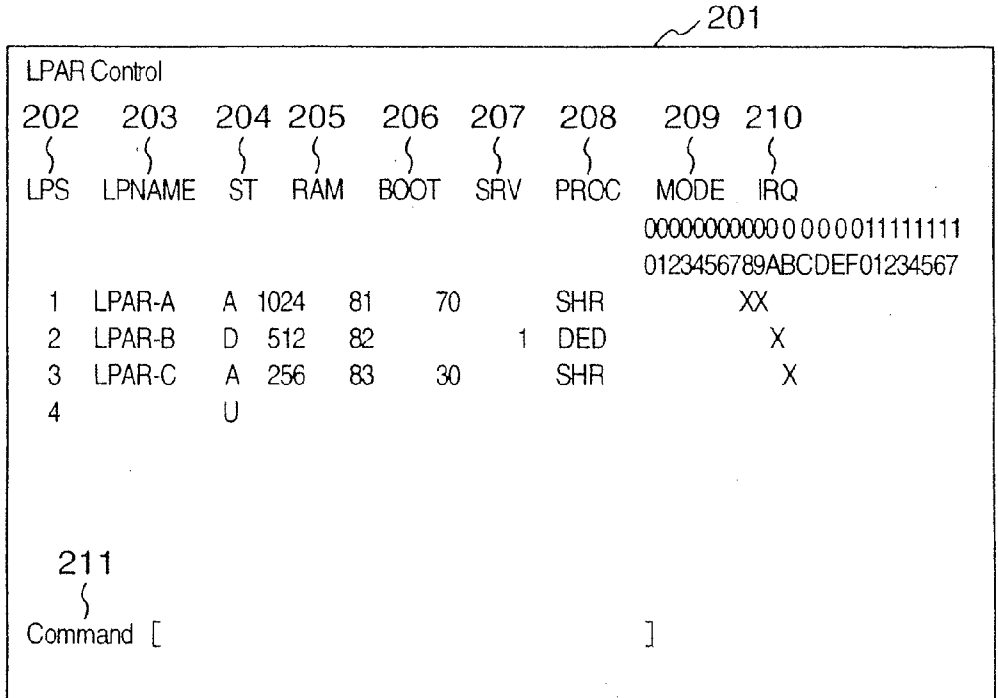 201
LPAR Control
202 203 204 205 206 207 208 209 210
LPS LPNAME ST RAM BOOT SRV PROC MODE IRQ
000000000000000011111111
0123456789ABCDEF01234567
1 LPAR-A A 1024 81 70 SHR XX
2 LPAR-B D 512 82 1 DED X
3 LPAR-C A 256 83 30 SHR X
4 U
211
Command [ ]